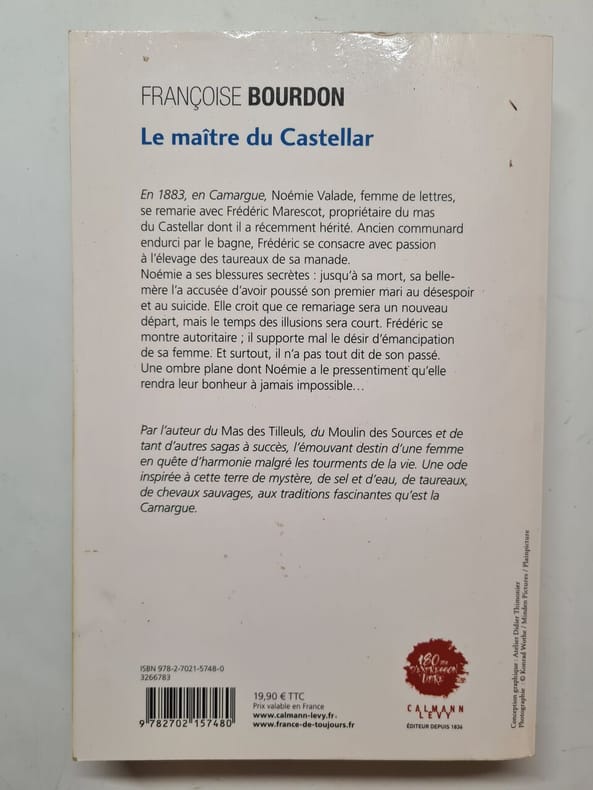 FRANÇOISE BOURDON
Le maître du Castellar
En 1883, en Camargue, Noémie Valade, femme de lettres,
se remarie avec Frédéric Marescot, propriétaire du mas
du Castellar dont il a récemment hérité. Ancien communard
endurci par le bagne, Frédéric se consacre avec passion
à l'élevage des taureaux de sa manade.
Noémie a ses blessures secrètes : jusqu'à sa mort, sa belle-
mère l'a accusée d'avoir poussé son premier mari au désespoir
et au suicide. Elle croit que ce remariage sera un nouveau
départ, mais le temps des illusions sera court. Frédéric se
montre autoritaire ; il supporte mal le désir d'émancipation
de sa femme. Et surtout, il n'a pas tout dit de son passé.
Une ombre plane dont Noémie a le pressentiment qu'elle
rendra leur bonheur à jamais impossible…
Par l'auteur du Mas des Tilleuls, du Moulin des Sources et de
tant d'autres sagas à succès, l'émouvant destin d'une femme
en quête d'harmonie malgré les tourments de la vie. Une ode
inspirée à cette terre de mystère, de sel et d'eau, de taureaux,
de chevaux sauvages, aux traditions fascinantes qu'est la
Camargue.
ISBN 978-2-7021-5748-0
3266783
9 782702 157480
19,90 € TTC
Prix valable en France
www.calmann-levy.fr
www.france-de-toujours.fr
180 ans
D'EXPRESSION
LIBRE
CALMANN
LEVY
ÉDITEUR DEPUIS 1836
Conception graphique : Atelier Didier Thimonier
Photographie : © Konrad Wothe / Minden Pictures / Plainpicture